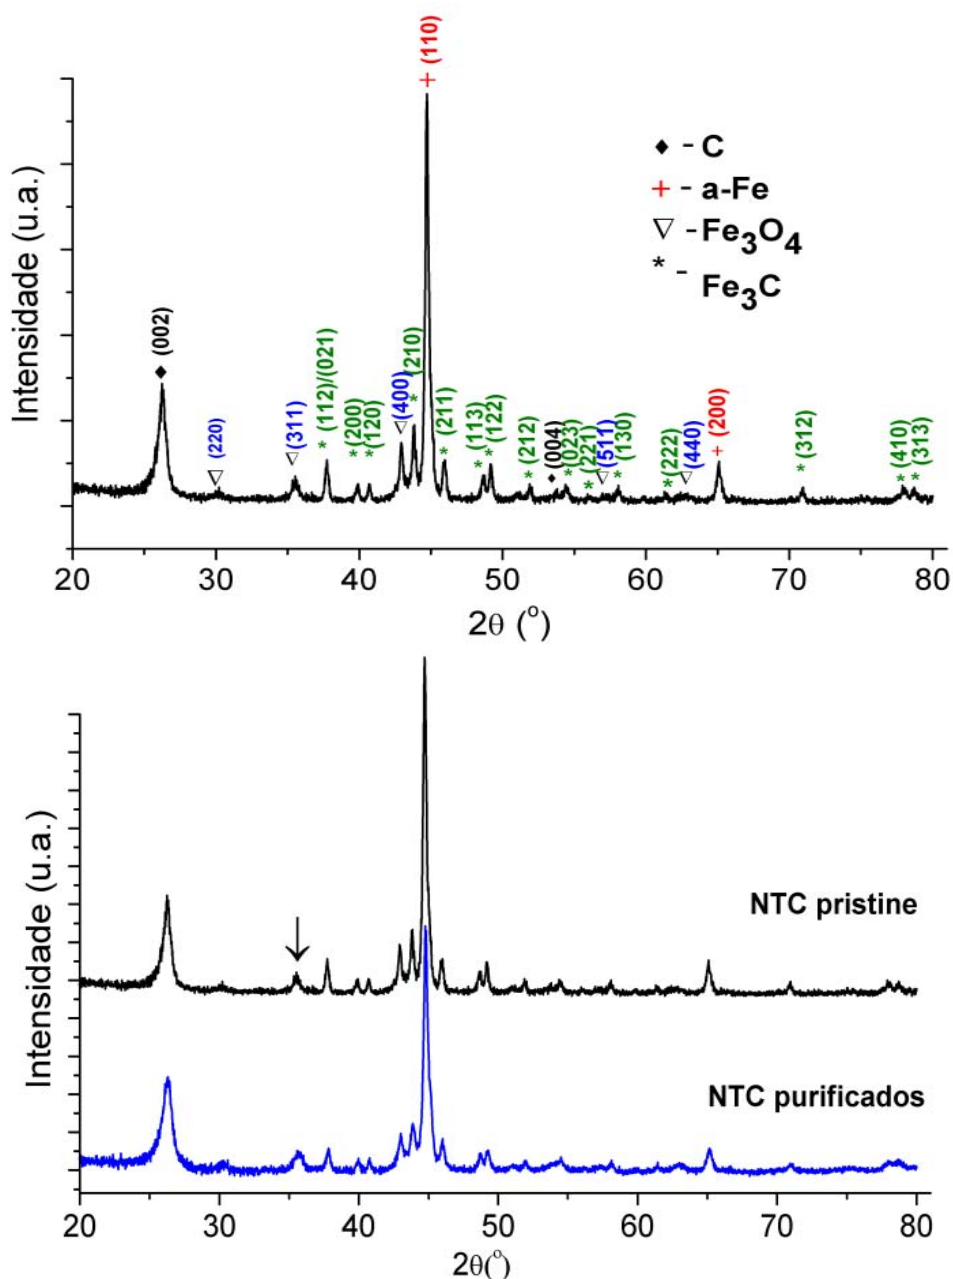 + (110)
♦ - C
+ - a-Fe
▽ - Fe3O4
* - Fe3C
Intensidade (u.a.)
♦ (002)
▽ (220)
▽ (311)
* (112)/(021)
* (200)
* (120)
▽ (400)
* (210)
* (211)
* (113)
* (122)
* (212)
♦ (004)
* (023)
* (221)
▽ (511)
* (130)
* (222)
▽ (440)
+ (200)
* (312)
* (410)
* (313)
20 30 40 50 60 70 80
2θ (°)
Intensidade (u.a.)
NTC pristine
NTC purificados
20 30 40 50 60 70 80
2θ(°)